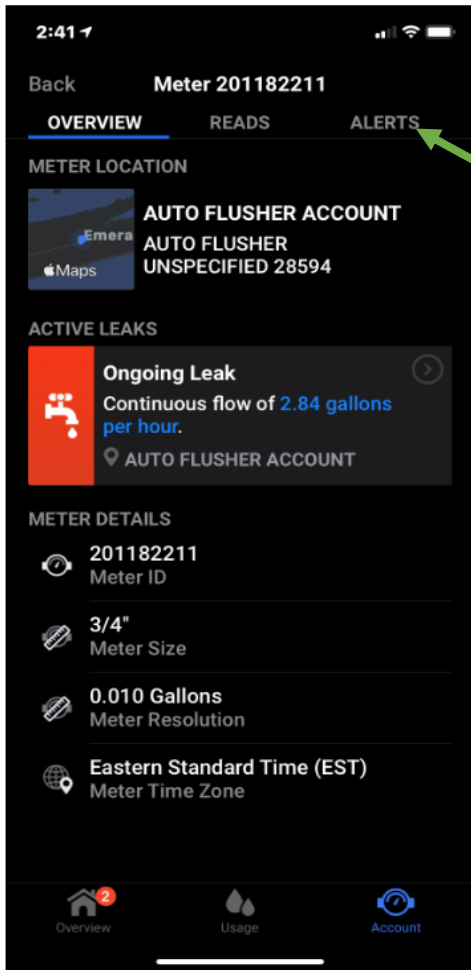 2:41
Back Meter 201182211
OVERVIEW READS ALERTS
METER LOCATION
Emera
Maps
AUTO FLUSHER ACCOUNT
AUTO FLUSHER
UNSPECIFIED 28594
ACTIVE LEAKS
Ongoing Leak
Continuous flow of 2.84 gallons
per hour.
AUTO FLUSHER ACCOUNT
METER DETAILS
201182211
Meter ID
3/4"
Meter Size
0.010 Gallons
Meter Resolution
Eastern Standard Time (EST)
Meter Time Zone
2
Overview Usage Account